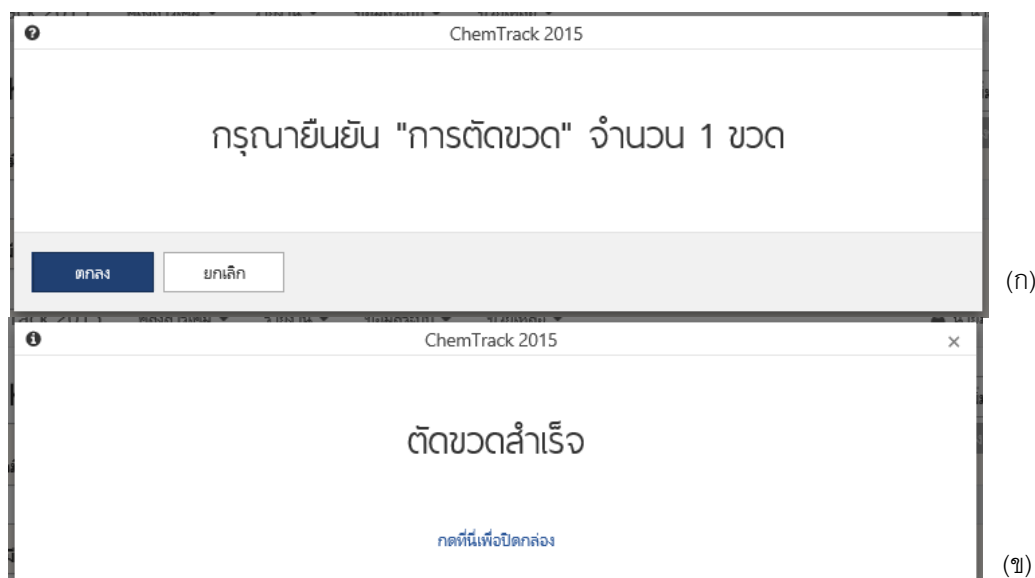 ChemTrack 2015
กรุณายืนยัน "การตัดขวด" จำนวน 1 ขวด
ตกลง ยกเลิก
(ก)
ChemTrack 2015
ตัดขวดสำเร็จ
กดที่นี่เพื่อปิดกล่อง
(ข)